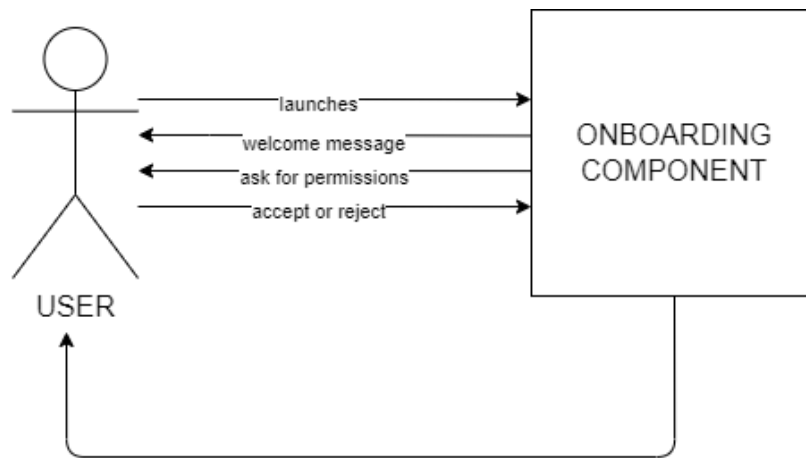 launches
welcome message
ask for permissions
accept or reject
ONBOARDING
COMPONENT
USER